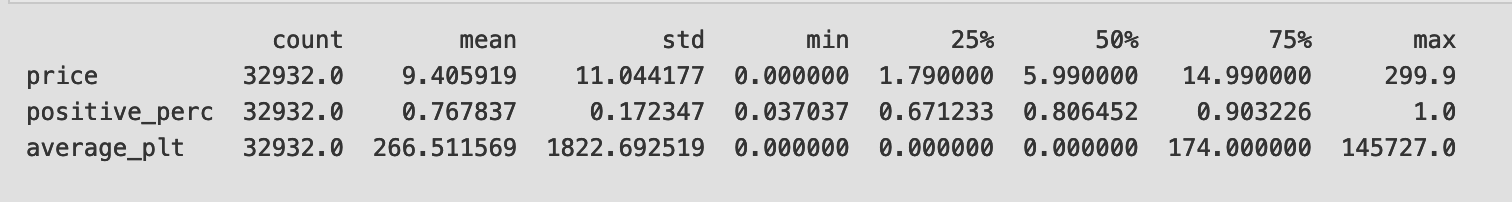 count mean std min 25% 50% 75% max
price 32932.0 9.405919 11.044177 0.000000 1.790000 5.990000 14.990000 299.9
positive_perc 32932.0 0.767837 0.172347 0.037037 0.671233 0.806452 0.903226 1.0
average_plt 32932.0 266.511569 1822.692519 0.000000 0.000000 0.000000 174.000000 145727.0